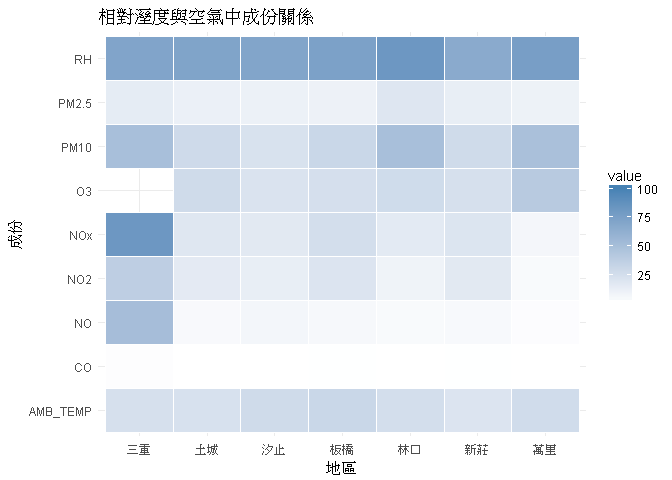 相對溼度與空氣中成份關係
RH
PM2.5
PM10
O3
NOx
NO2
NO
CO
AMB_TEMP
成份
三重 土城 汐止 板橋 林口 新莊 萬里
地區
value
100
75
50
25